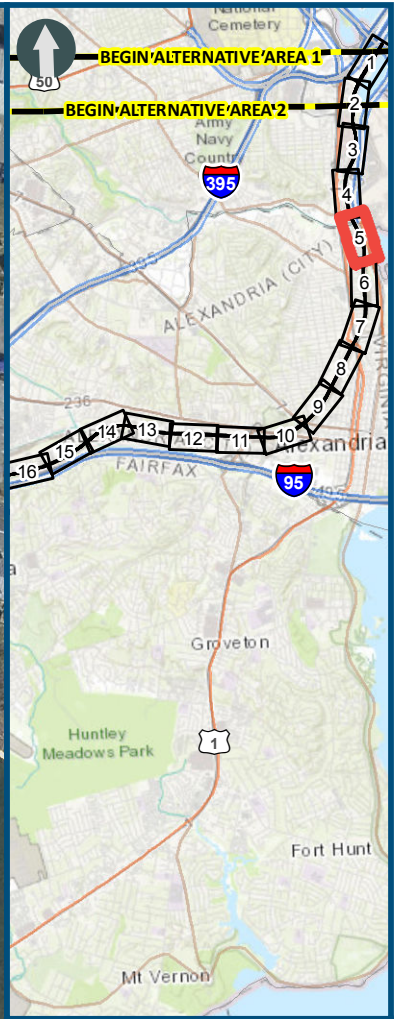 National
Cemetery
BEGIN ALTERNATIVE AREA 1
50
1
BEGIN ALTERNATIVE AREA 2
2
Army
Navy
Country
3
395
4
5
ALEXANDRIA (CITY)
395
6
VIRGINIA
7
8
236
9
13
14
12
11
10
Alexandria
15
16
FAIRFAX
95
495
a
Groveton
1
Huntley
Meadows Park
Fort Hunt
Mt Vernon